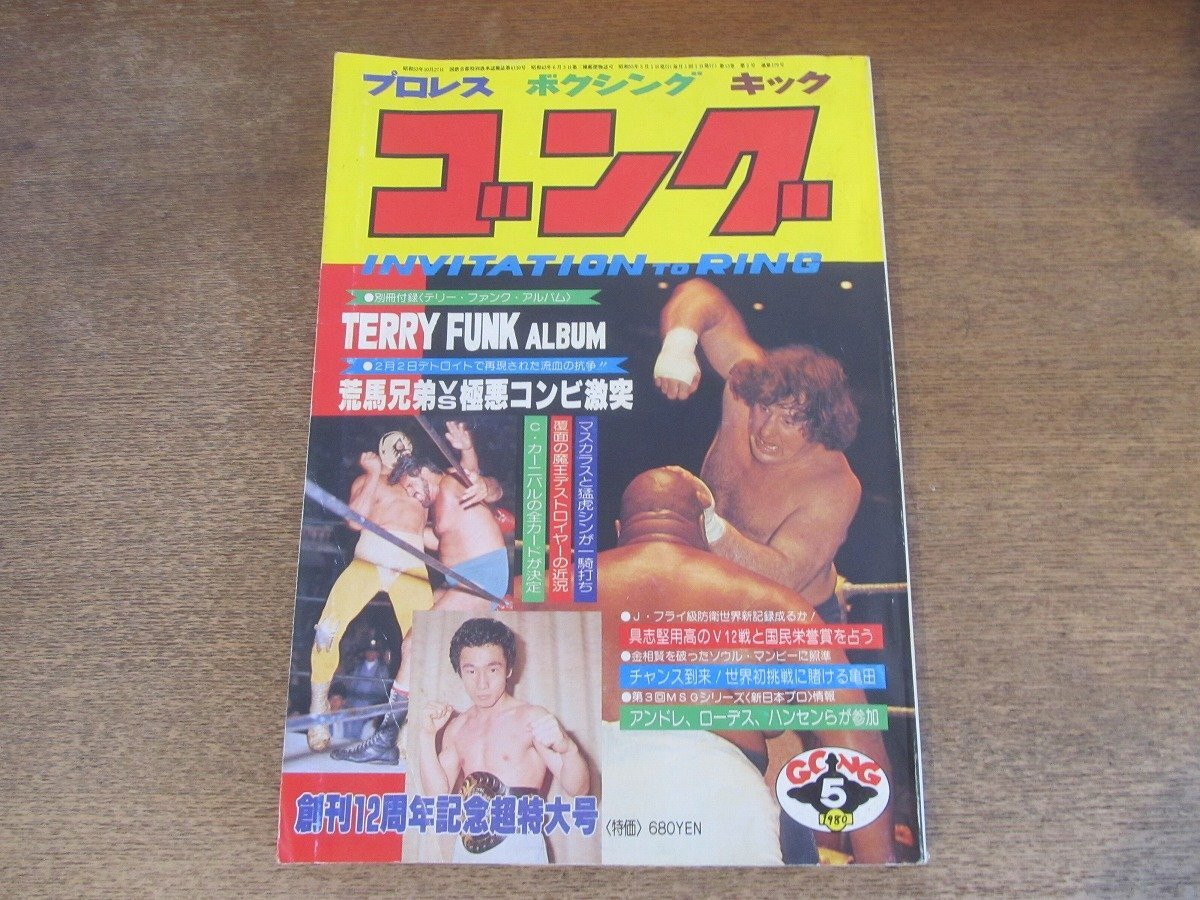 プロレス ボクシング キック
ゴング
INVITATION TO RING
●別冊付録〈テリー・ファンク・アルバム〉
TERRY FUNK ALBUM
●2月2日デトロイトで再現された流血の抗争!!
荒馬兄弟VS極悪コンビ激突
マスカラスと猛虎シンが一騎打ち
覆面の魔王デストロイヤーの近況
C・カーニバルの全カードが決定
●J・フライ級防衛世界新記録成るか!
具志堅用高のV12戦と国民栄誉賞を占う
●金相賢を破ったソウル・マンビーに照準
チャンス到来!世界初挑戦に賭ける亀田
●第3回MSGシリーズ〈新日本プロ〉情報
アンドレ、ローデス、ハンセンらが参加
GONG
5
1980
創刊12周年記念超特大号
〈特価〉680YEN